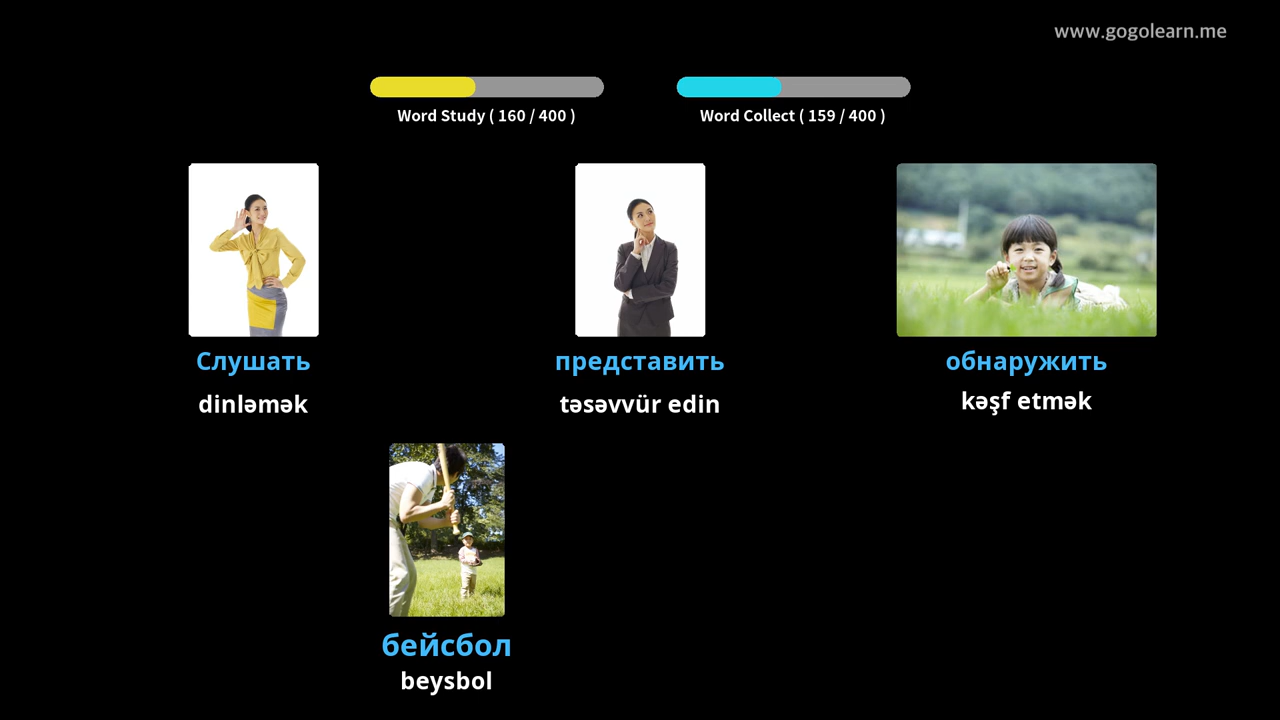 www.gogolearn.me
Word Study ( 160 / 400 )
Word Collect ( 159 / 400 )
Слушать
представить
обнаружить
dinləmək
təsəvvür edin
kəşf etmək
бейсбол
beysbol